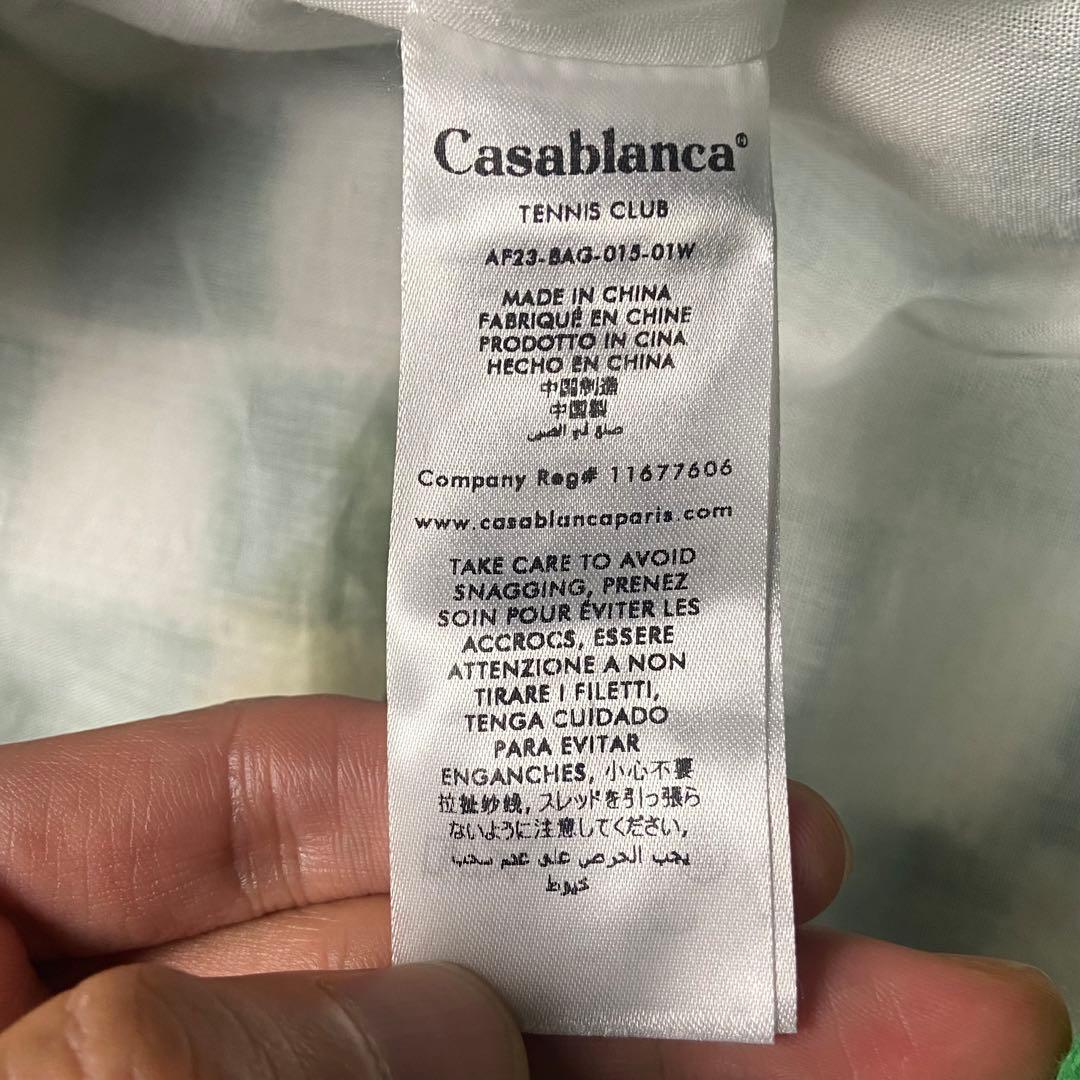 Casablanca®
TENNIS CLUB
AF23-BAG-015-01W
MADE IN CHINA
FABRIQUÉ EN CHINE
PRODOTTO IN CINA
HECHO EN CHINA
中国制造
中国製
صنع في الصين
Company Reg# 11677606
www.casablancaparis.com
TAKE CARE TO AVOID
SNAGGING, PRENEZ
SOIN POUR ÉVITER LES
ACCROCS, ESSERE
ATTENZIONE A NON
TIRARE I FILETTI,
TENGA CUIDADO
PARA EVITAR
ENGANCHES, 小心不要
拉扯纱线, スレッドを引っ張ら
ないように注意してください,
يجب الحرص على عدم سحب
خيوط